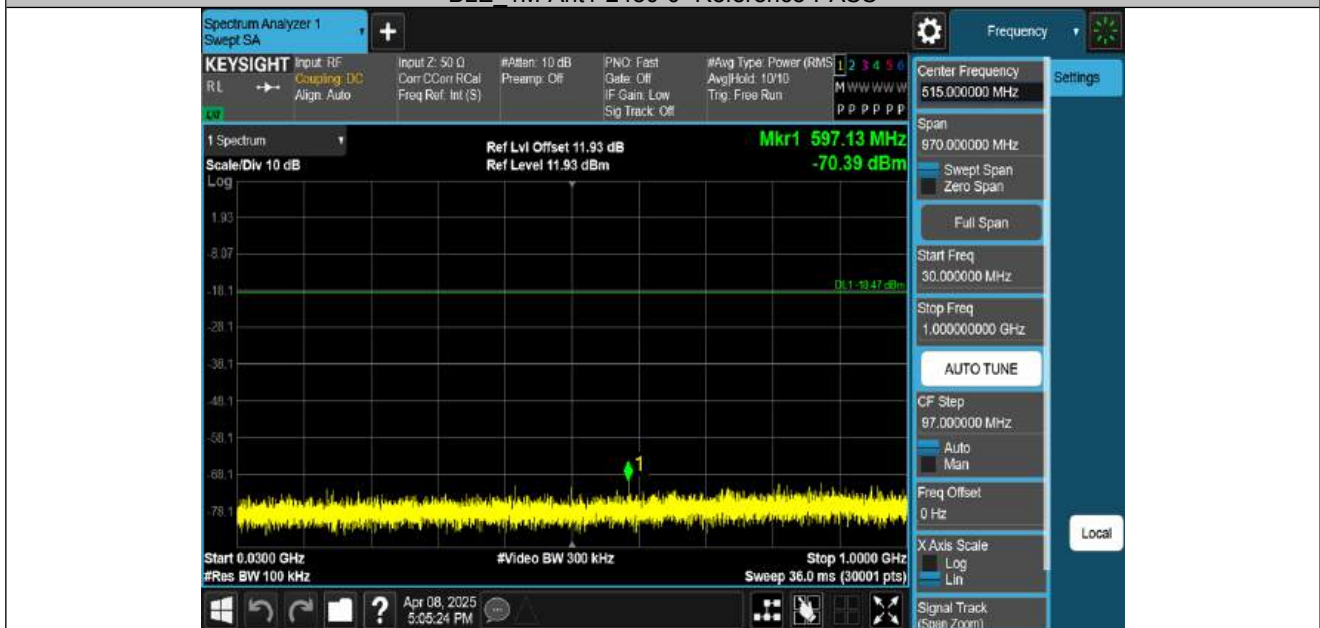 Spectrum Analyzer 1
Swept SA
Frequency
KEYSIGHT
RL
Input: RF
Coupling: DC
Align: Auto
Input Z: 50 Ω
Corr CCorr RCal
Freq Ref: Int (S)
#Atten: 10 dB
Preamp: Off
PNO: Fast
Gate: Off
IF Gain: Low
Sig Track: Off
#Avg Type: Power (RMS
Avg|Hold: 10/10
Trig: Free Run
1 2 3 4 5 6
M W W W W W
P P P P P P
Center Frequency
515.000000 MHz
Settings
Span
970.000000 MHz
Swept Span
Zero Span
Full Span
Start Freq
30.000000 MHz
Stop Freq
1.000000000 GHz
AUTO TUNE
CF Step
97.000000 MHz
Auto
Man
Freq Offset
0 Hz
X Axis Scale
Log
Lin
Signal Track
(Span Zoom)
Local
1 Spectrum
Scale/Div 10 dB
Log
Ref Lvl Offset 11.93 dB
Ref Level 11.93 dBm
Mkr1 597.13 MHz
-70.39 dBm
1.93
-8.07
-18.1
DL1 -18.47 dBm
-28.1
-38.1
-48.1
-58.1
-68.1
1
-78.1
Start 0.0300 GHz
#Res BW 100 kHz
#Video BW 300 kHz
Stop 1.0000 GHz
Sweep 36.0 ms (30001 pts)
Apr 08, 2025
5:05:24 PM